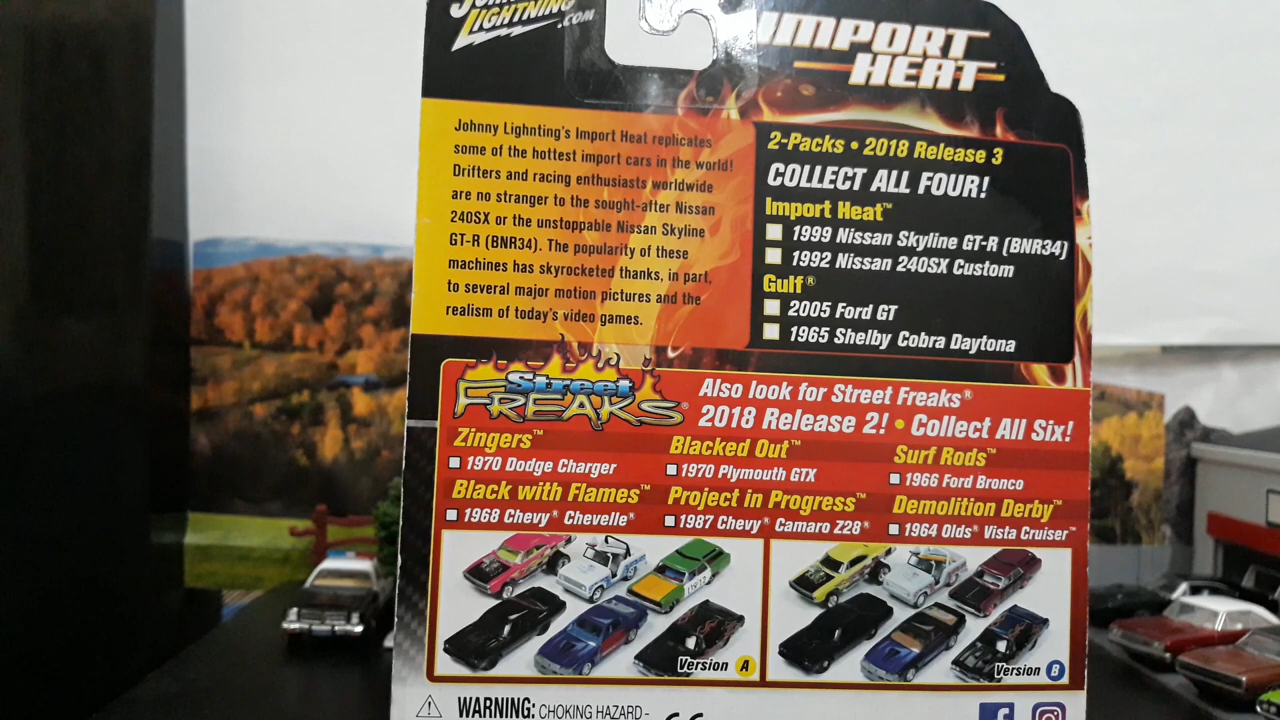 JOHNNY
LIGHTNING
.COM
IMPORT
HEAT™
Johnny Lighnting's Import Heat replicates
some of the hottest import cars in the world!
Drifters and racing enthusiasts worldwide
are no stranger to the sought-after Nissan
240SX or the unstoppable Nissan Skyline
GT-R (BNR34). The popularity of these
machines has skyrocketed thanks, in part,
to several major motion pictures and the
realism of today's video games.
2-Packs • 2018 Release 3
COLLECT ALL FOUR!
Import Heat™
1999 Nissan Skyline GT-R (BNR34)
1992 Nissan 240SX Custom
Gulf®
2005 Ford GT
1965 Shelby Cobra Daytona
Street
FREAKS®
Also look for Street Freaks®
2018 Release 2! • Collect All Six!
Zingers™
1970 Dodge Charger
Blacked Out™
1970 Plymouth GTX
Surf Rods™
1966 Ford Bronco
Black with Flames™
1968 Chevy® Chevelle®
Project in Progress™
1987 Chevy® Camaro Z28®
Demolition Derby™
1964 Olds® Vista Cruiser™
Version A
Version B
WARNING: CHOKING HAZARD-